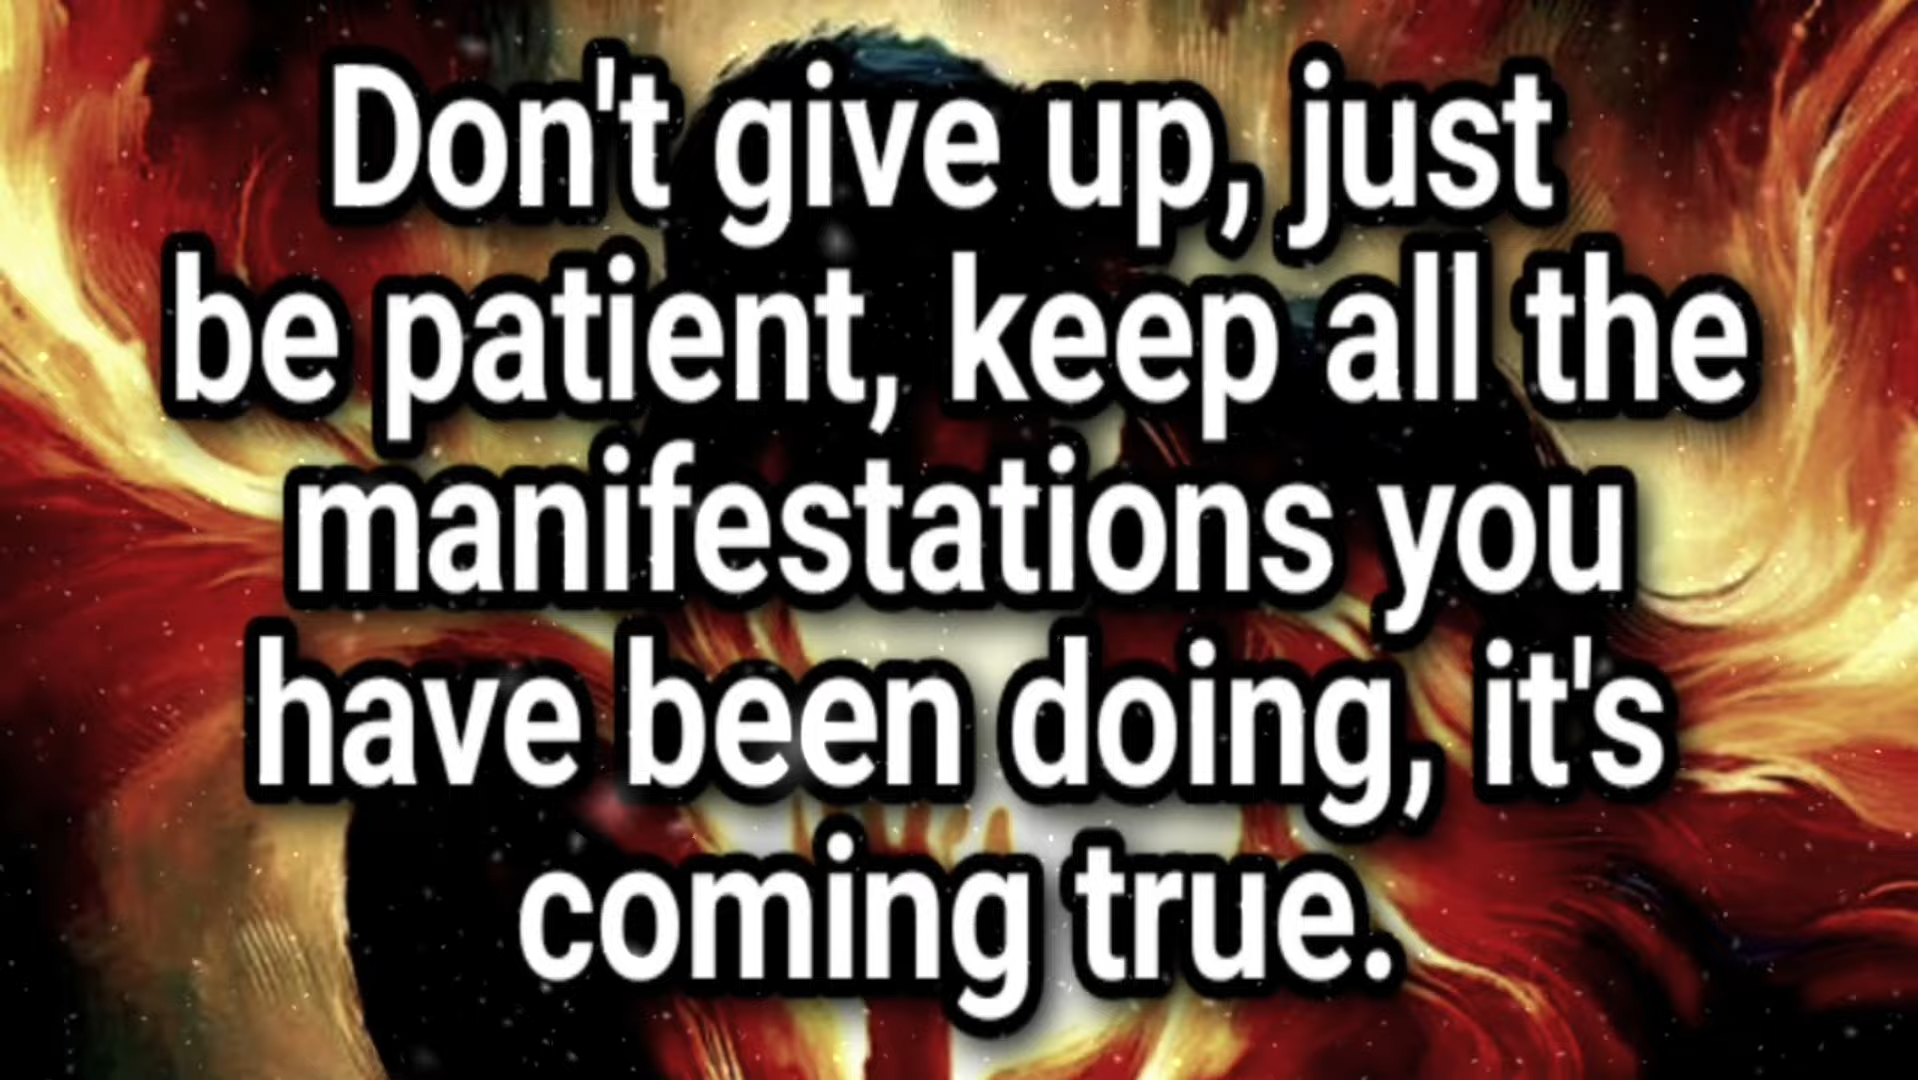 Don't give up, just
be patient, keep all the
manifestations you
have been doing, it's
coming true.